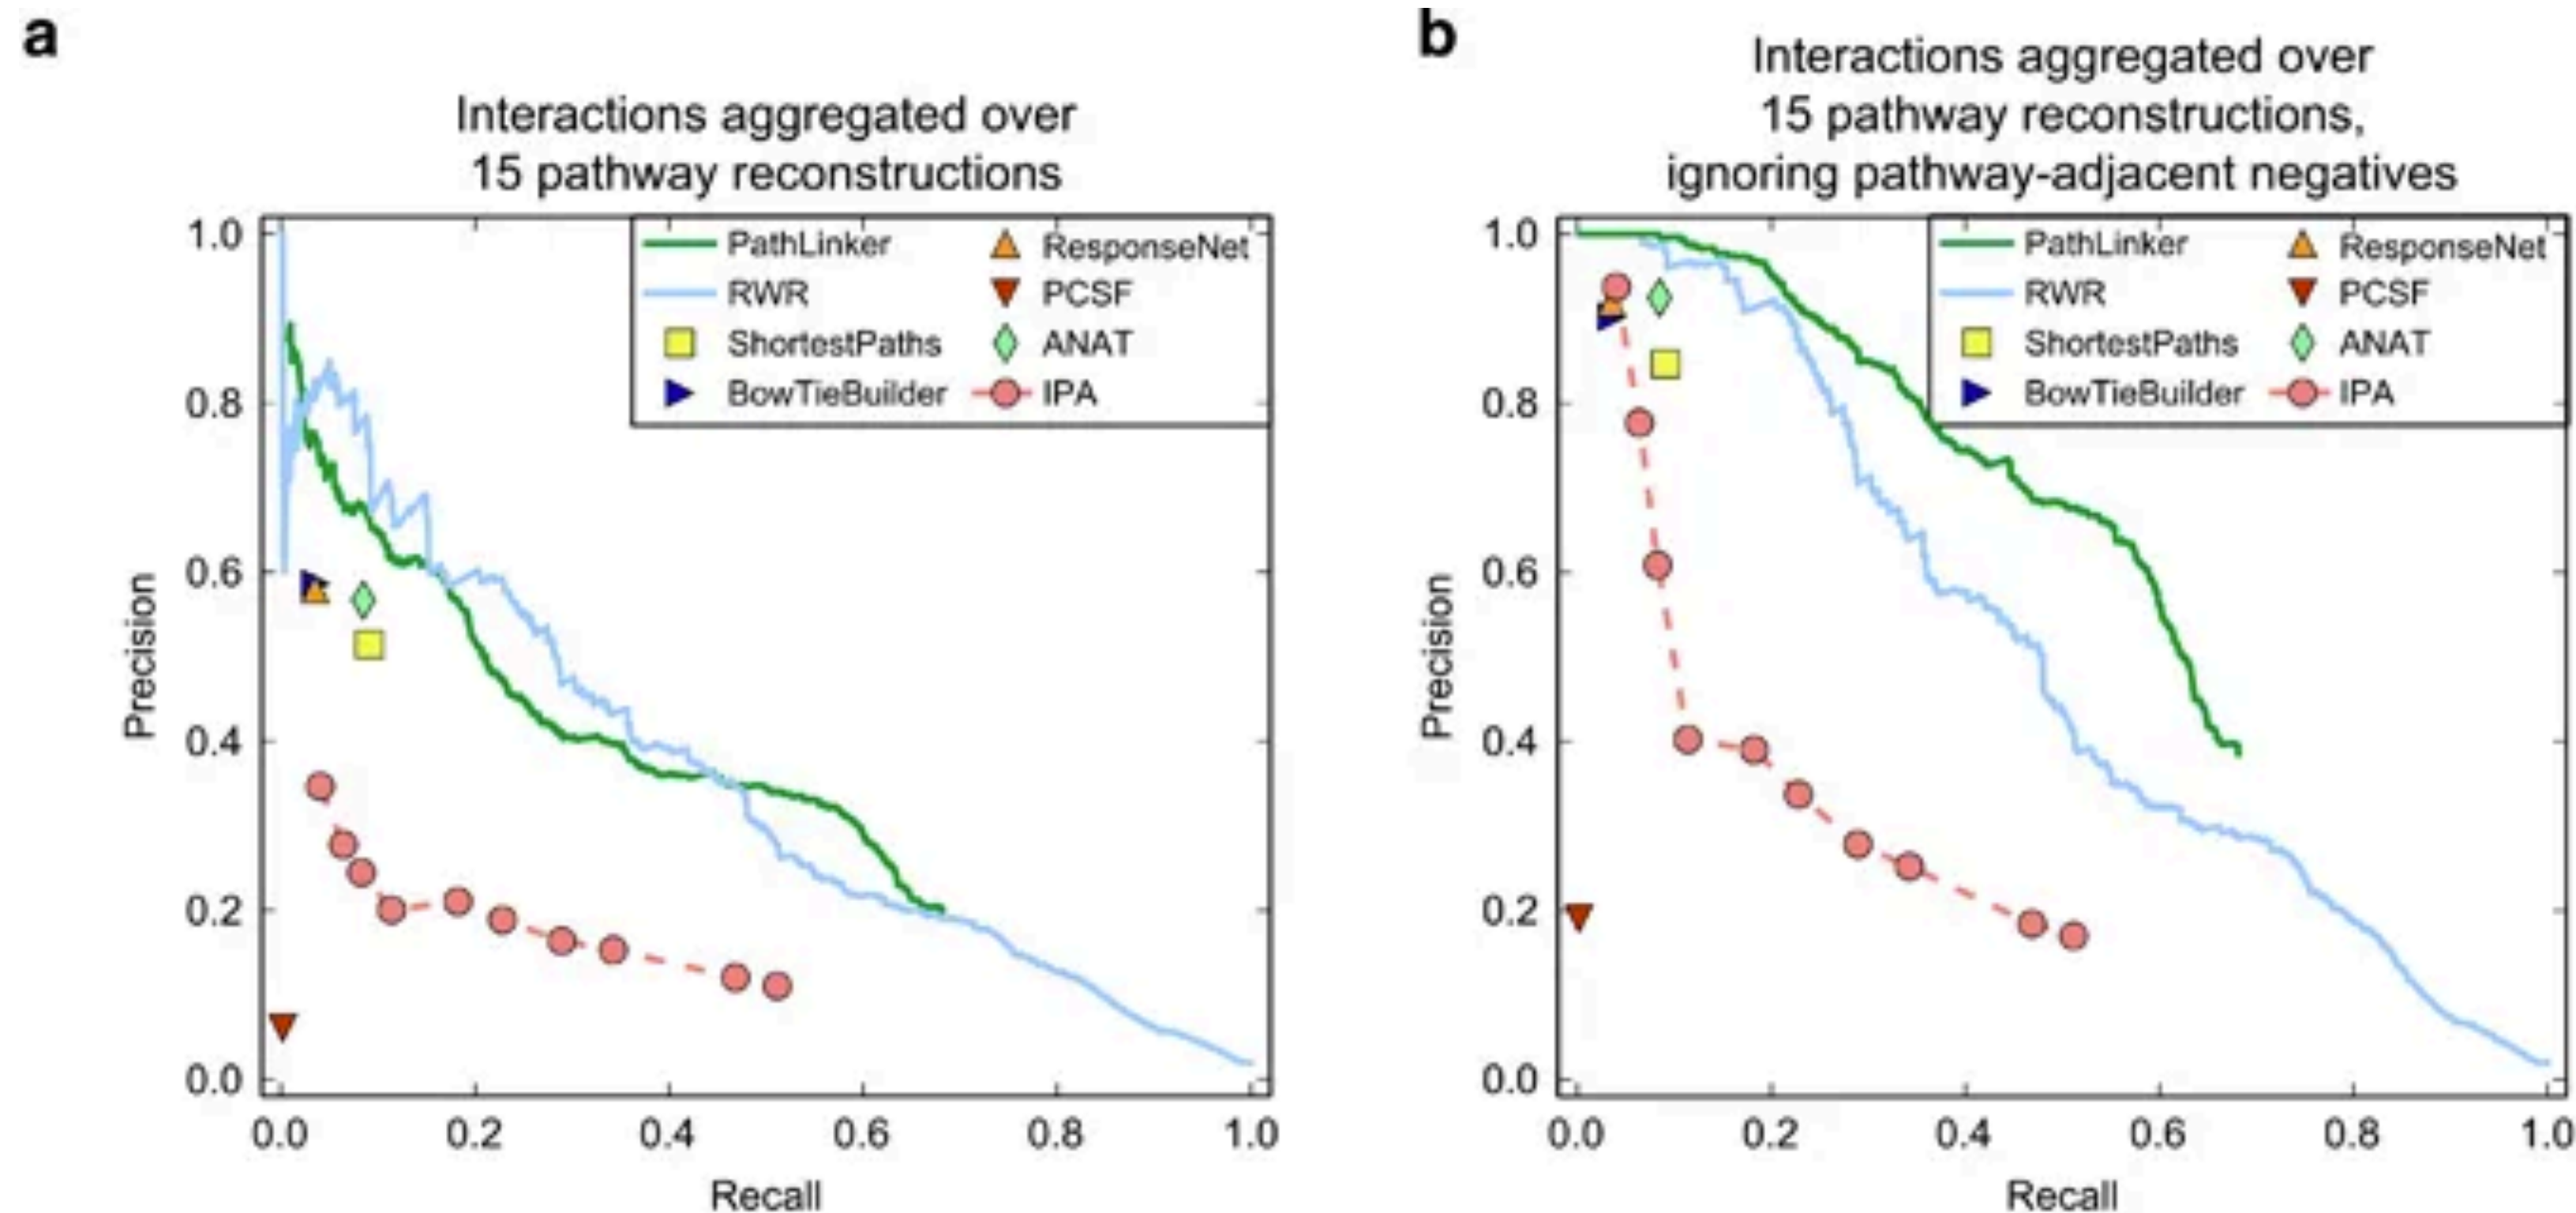 a
Interactions aggregated over
15 pathway reconstructions
PathLinker
RWR
ShortestPaths
BowTieBuilder
ResponseNet
PCSF
ANAT
IPA
1.0
0.8
0.6
0.4
0.2
0.0
Precision
0.0 0.2 0.4 0.6 0.8 1.0
Recall
b
Interactions aggregated over
15 pathway reconstructions,
ignoring pathway-adjacent negatives
PathLinker
RWR
ShortestPaths
BowTieBuilder
ResponseNet
PCSF
ANAT
IPA
1.0
0.8
0.6
0.4
0.2
0.0
Precision
0.0 0.2 0.4 0.6 0.8 1.0
Recall